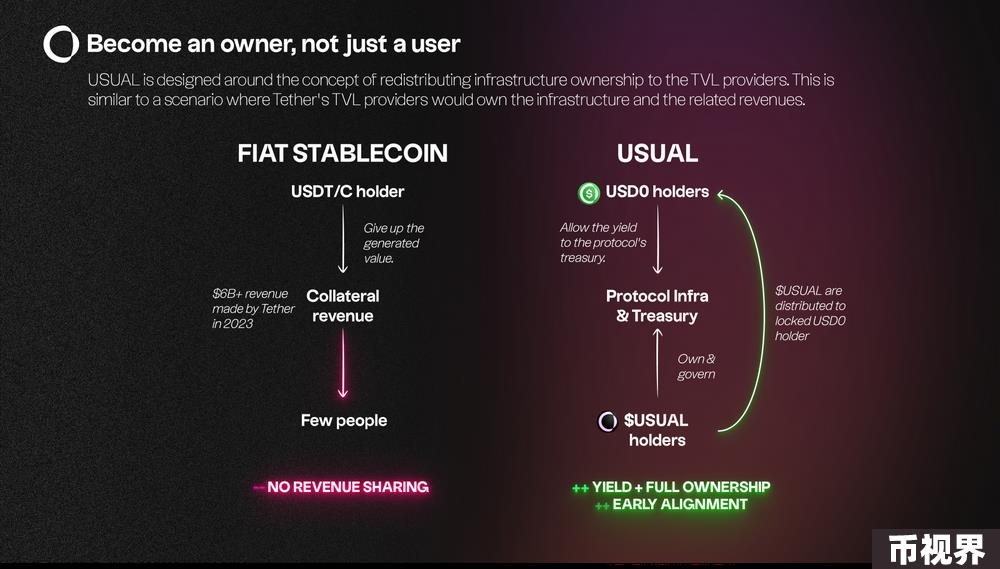 Become an owner, not just a user
USUAL is designed around the concept of redistributing infrastructure ownership to the TVL providers. This is
similar to a scenario where Tether's TVL providers would own the infrastructure and the related revenues.
FIAT STABLECOIN
USDT/C holder
Give up the
generated
value.
$6B+ revenue
made by Tether
in 2023
Collateral
revenue
Few people
-- NO REVENUE SHARING
USUAL
USD0 holders
Allow the yield
to the protocol's
treasury.
Protocol Infra
& Treasury
$USUAL are
distributed to
locked USD0
holder
Own &
govern
$USUAL
holders
++ YIELD + FULL OWNERSHIP
++ EARLY ALIGNMENT
币视界